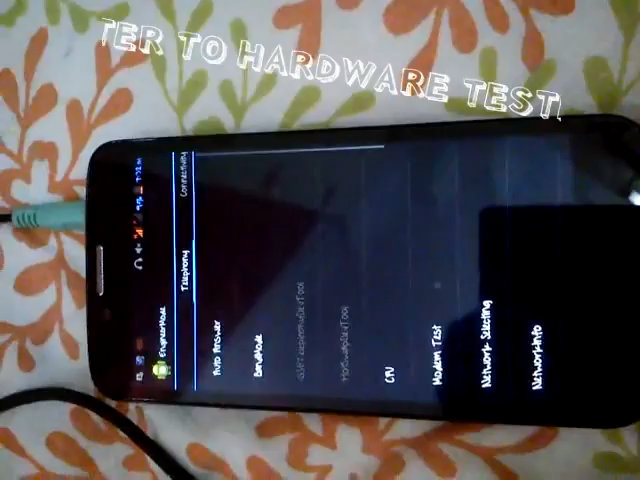 TER TO HARDWARE TEST
EngineerMode
Telephony
Connectivity
Auto Answer
BandMode
CFU
Modem Test
Network Selecting
NetworkInfo